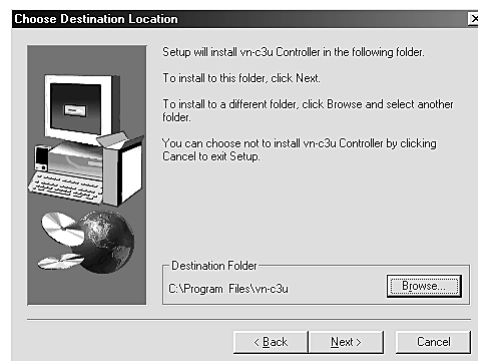 Choose Destination Location
Setup will install vn-c3u Controller in the following folder.
To install to this folder, click Next.
To install to a different folder, click Browse and select another
folder.
You can choose not to install vn-c3u Controller by clicking
Cancel to exit Setup.
Destination Folder
C:\Program Files\vn-c3u
Browse...
< Back
Next >
Cancel